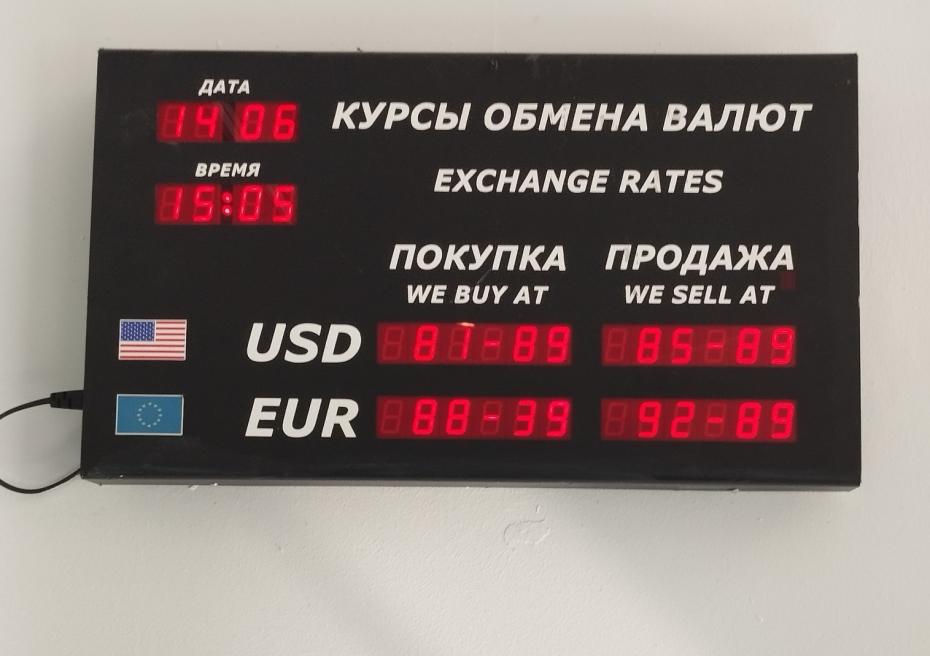 ДАТА
14 06
КУРСЫ ОБМЕНА ВАЛЮТ
ВРЕМЯ
15:05
EXCHANGE RATES
ПОКУПКА ПРОДАЖА
WE BUY AT WE SELL AT
USD 81-89 85-89
EUR 88-39 92-89